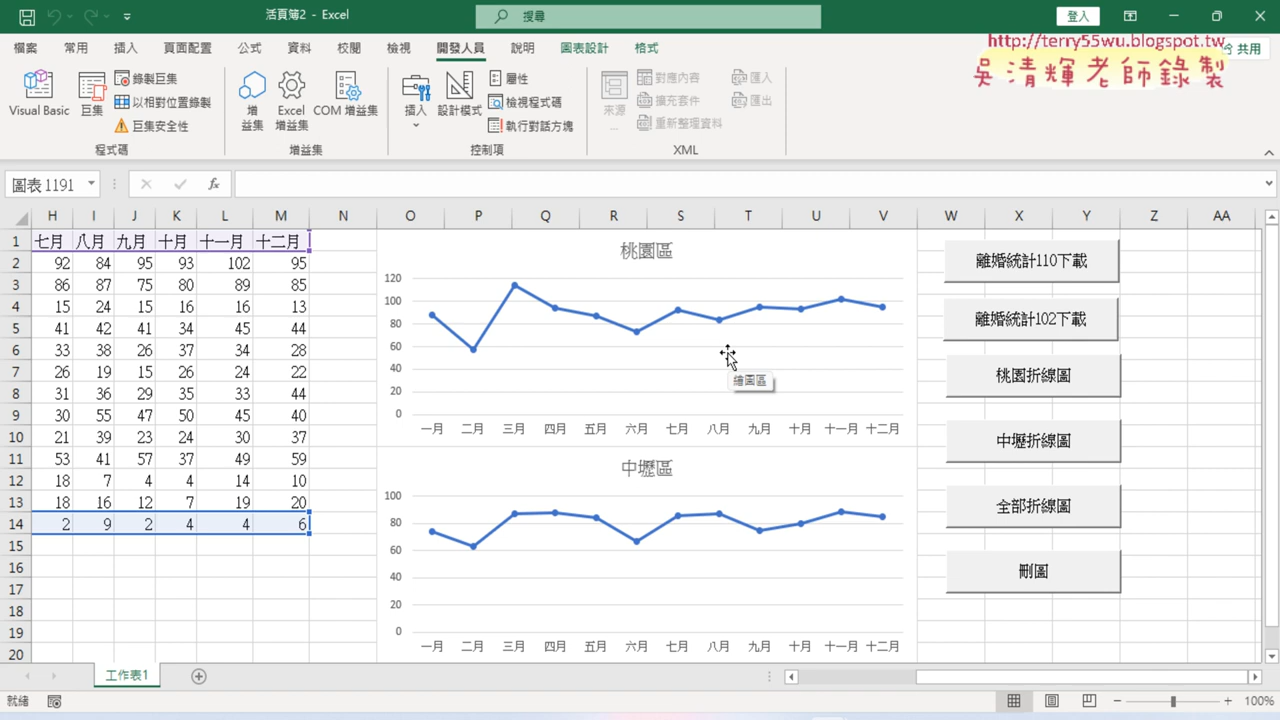 活頁簿2 - Excel
搜尋
登入
檔案 常用 插入 頁面配置 公式 資料 校閱 檢視 開發人員 說明 圖表設計 格式
共用
http://terry55wu.blogspot.tw
吳清輝老師錄製
Visual Basic
巨集
錄製巨集
以相對位置錄製
巨集安全性
程式碼
增益集
Excel 增益集
COM 增益集
增益集
插入
設計模式
屬性
檢視程式碼
執行對話方塊
控制項
來源
...
對應內容
擴充套件
重新整理資料
匯入
匯出
XML
圖表 1191
fx
H I J K L M N O P Q R S T U V W X Y Z AA
1 七月 八月 九月 十月 十一月 十二月
2 92 84 95 93 102 95
3 86 87 75 80 89 85
4 15 24 15 16 16 13
5 41 42 41 34 45 44
6 33 38 26 37 34 28
7 26 19 15 26 24 22
8 31 36 29 35 33 44
9 30 55 47 50 45 40
10 21 39 23 24 30 37
11 53 41 57 37 49 59
12 18 7 4 4 14 10
13 18 16 12 7 19 20
14 2 9 2 4 4 6
15
16
17
18
19
20
桃園區
120
100
80
60
40
20
0
一月 二月 三月 四月 五月 六月 七月 八月 九月 十月 十一月 十二月
繪圖區
中壢區
100
80
60
40
20
0
一月 二月 三月 四月 五月 六月 七月 八月 九月 十月 十一月 十二月
離婚統計110下載
離婚統計102下載
桃園折線圖
中壢折線圖
全部折線圖
刪圖
工作表1
就緒
100%